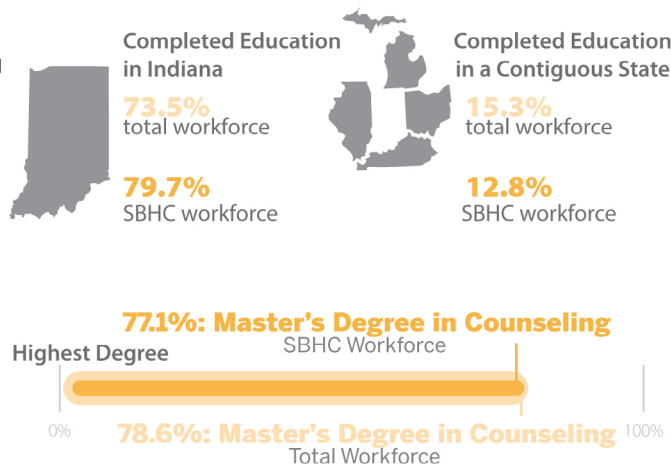 Completed Education
in Indiana
73.5%
total workforce
79.7%
SBHC workforce
Completed Education
in a Contiguous State
15.3%
total workforce
12.8%
SBHC workforce
77.1%: Master's Degree in Counseling
SBHC Workforce
Highest Degree
0%
100%
78.6%: Master's Degree in Counseling
Total Workforce